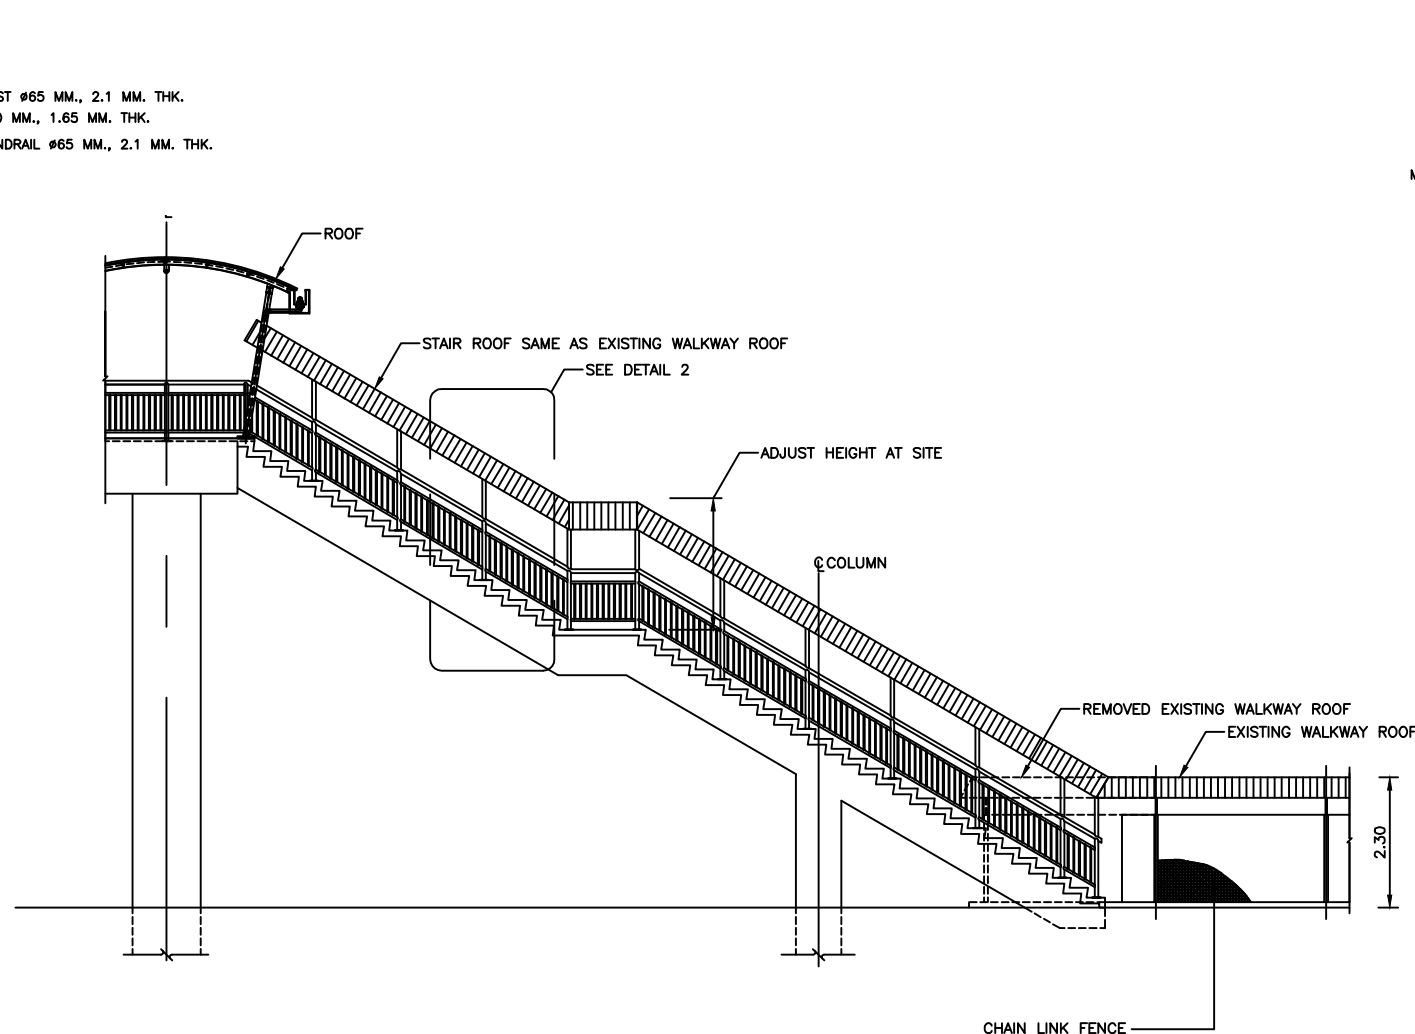 ST ø65 MM., 2.1 MM. THK.
MM., 1.65 MM. THK.
NDRAIL ø65 MM., 2.1 MM. THK.
M
ROOF
STAIR ROOF SAME AS EXISTING WALKWAY ROOF
SEE DETAIL 2
ADJUST HEIGHT AT SITE
℄ COLUMN
REMOVED EXISTING WALKWAY ROOF
EXISTING WALKWAY ROOF
2.30
CHAIN LINK FENCE